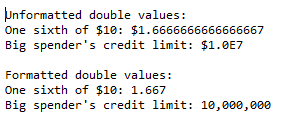 Unformatted double values:
One sixth of $10: $1.6666666666666667
Big spender's credit limit: $1.0E7

Formatted double values:
One sixth of $10: 1.667
Big spender's credit limit: 10,000,000